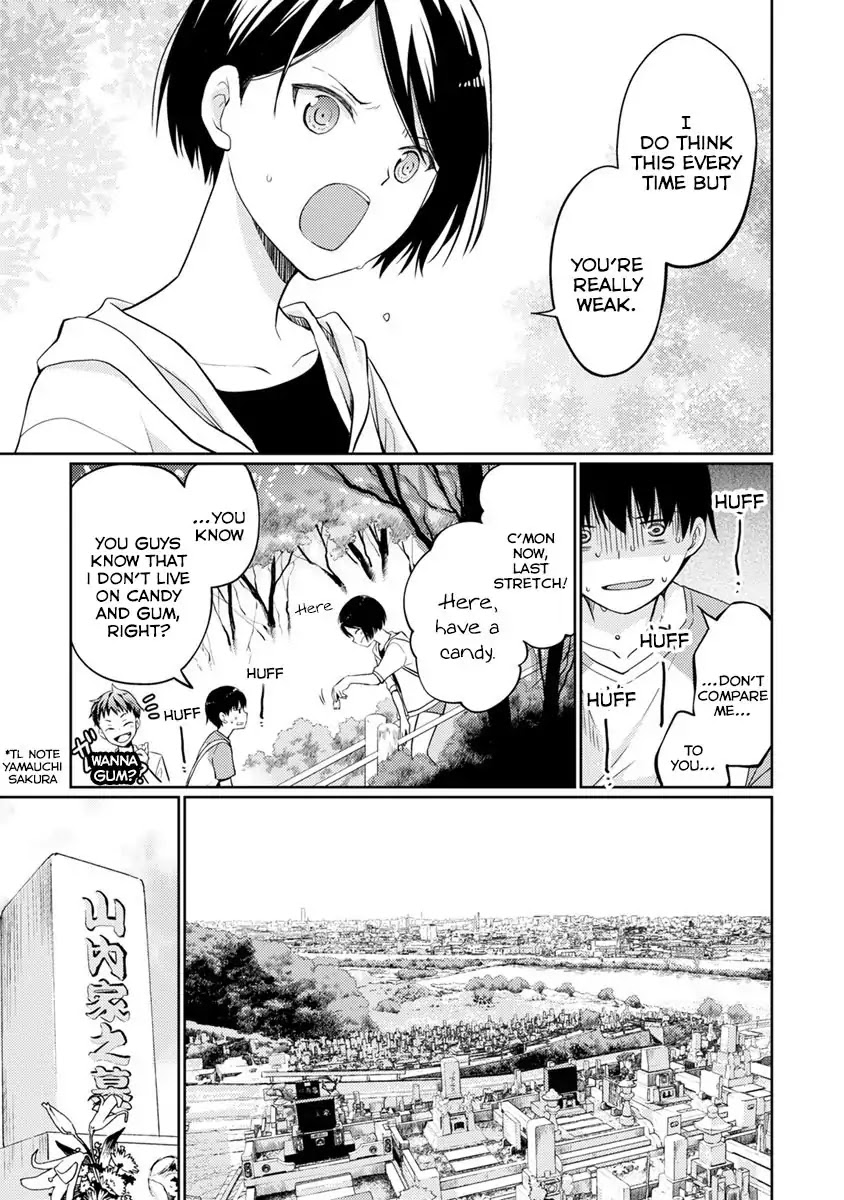 I
DO THINK
THIS EVERY
TIME BUT
YOU'RE
REALLY
WEAK.
HUFF
HUFF
HUFF
...DON'T
COMPARE
ME...
TO
YOU...
C'MON
NOW,
LAST
STRETCH!
Here,
have a
candy.
Here
...YOU
KNOW
YOU GUYS
KNOW THAT
I DON'T LIVE
ON CANDY
AND GUM,
RIGHT?
HUFF
HUFF
WANNA
GUM?
*TL NOTE
YAMAUCHI
SAKURA
山内家之墓